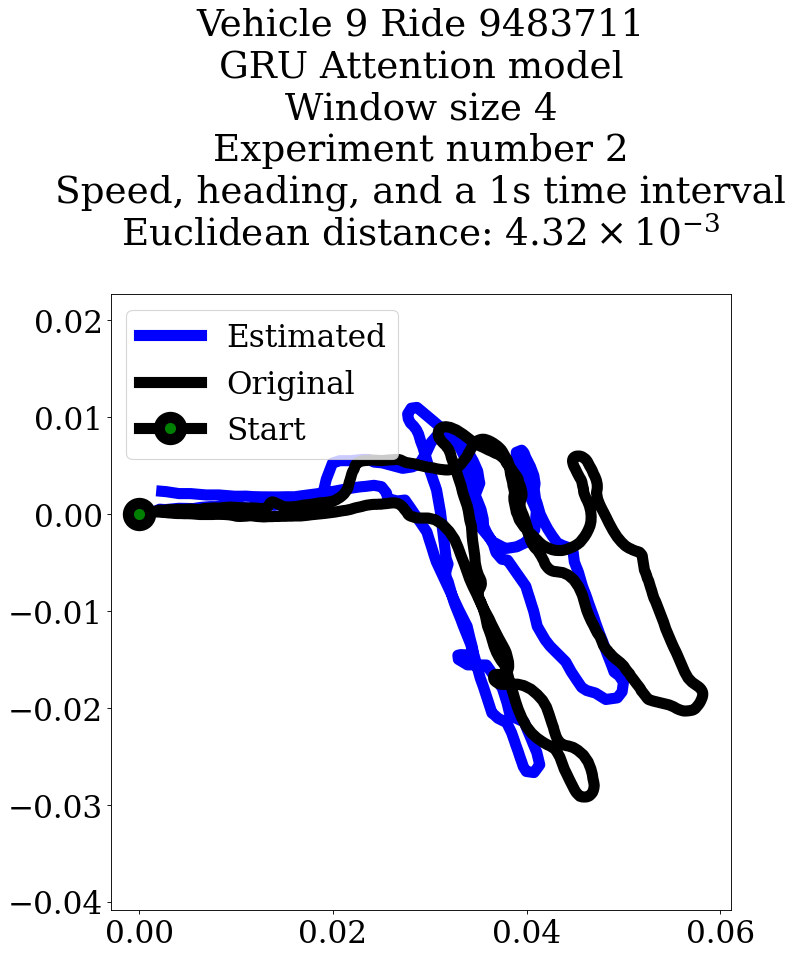 Vehicle 9 Ride 9483711
GRU Attention model
Window size 4
Experiment number 2
Speed, heading, and a 1s time interval
Euclidean distance: 4.32 × 10⁻³
Estimated
Original
Start
0.02
0.01
0.00
−0.01
−0.02
−0.03
−0.04
0.00 0.02 0.04 0.06